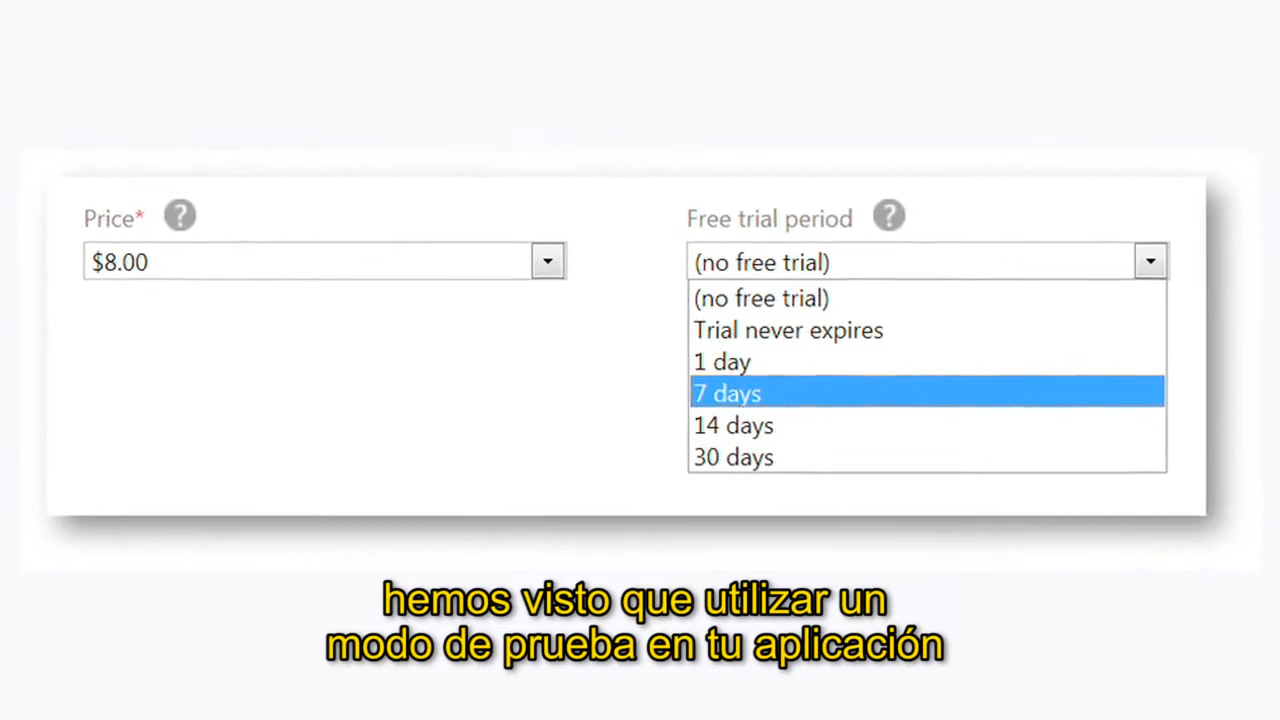 Price* ?
$8.00
Free trial period ?
(no free trial)
(no free trial)
Trial never expires
1 day
7 days
14 days
30 days
hemos visto que utilizar un
modo de prueba en tu aplicación